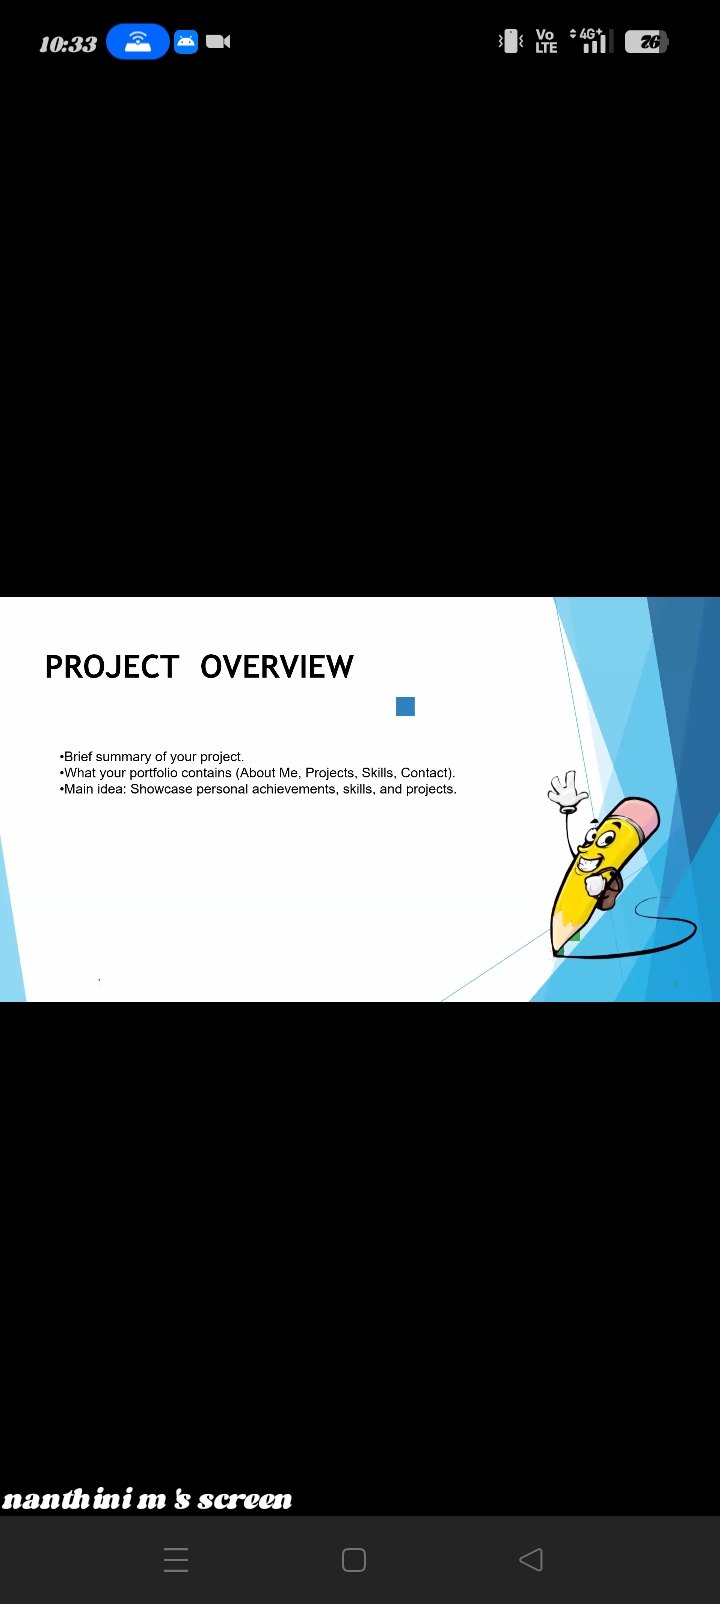 10:33
Vo
LTE
4G+
76
PROJECT OVERVIEW
•Brief summary of your project.
•What your portfolio contains (About Me, Projects, Skills, Contact).
•Main idea: Showcase personal achievements, skills, and projects.
nanthini m 's screen